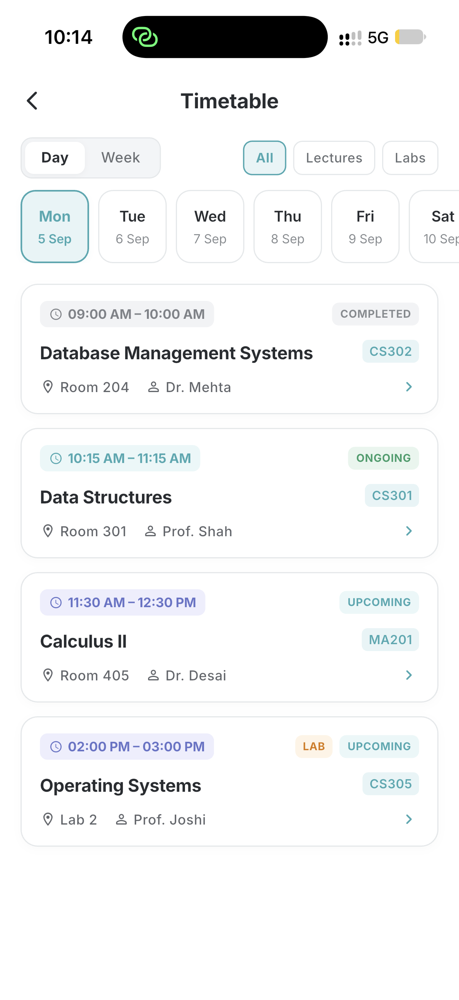 10:14 5G
Timetable
Day Week All Lectures Labs
Mon Tue Wed Thu Fri Sat
5 Sep 6 Sep 7 Sep 8 Sep 9 Sep 10 Sep
09:00 AM – 10:00 AM COMPLETED
Database Management Systems CS302
Room 204 Dr. Mehta
10:15 AM – 11:15 AM ONGOING
Data Structures CS301
Room 301 Prof. Shah
11:30 AM – 12:30 PM UPCOMING
Calculus II MA201
Room 405 Dr. Desai
02:00 PM – 03:00 PM LAB UPCOMING
Operating Systems CS305
Lab 2 Prof. Joshi